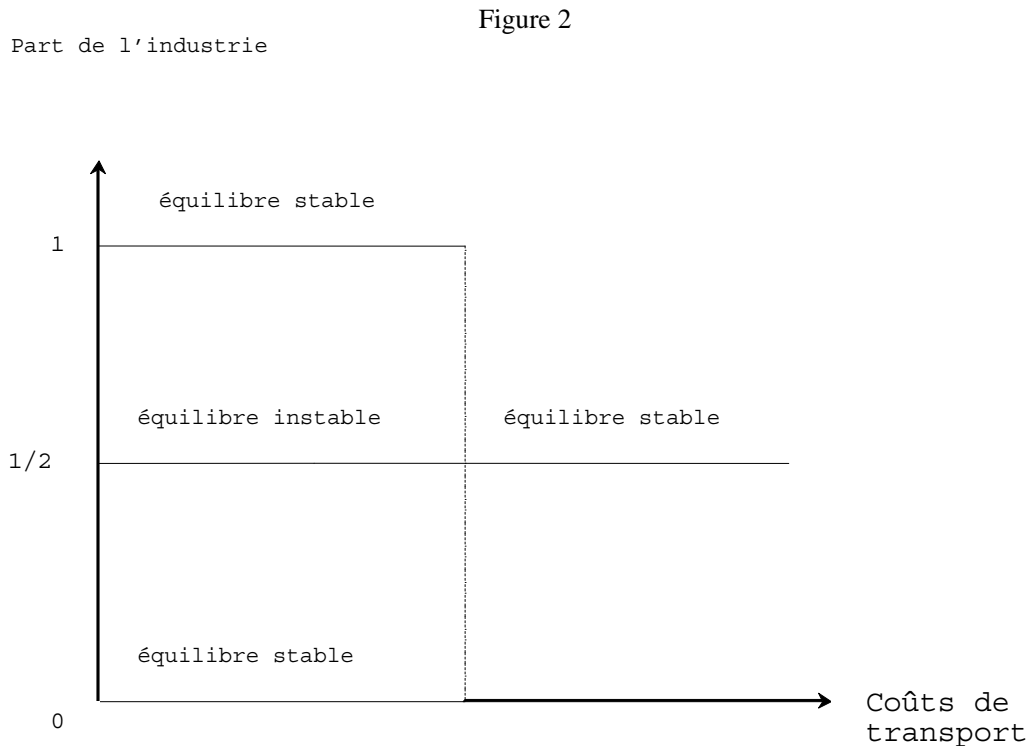 Figure 2
Part de l'industrie
équilibre stable
1
équilibre instable
équilibre stable
1/2
équilibre stable
0
Coûts de
transport